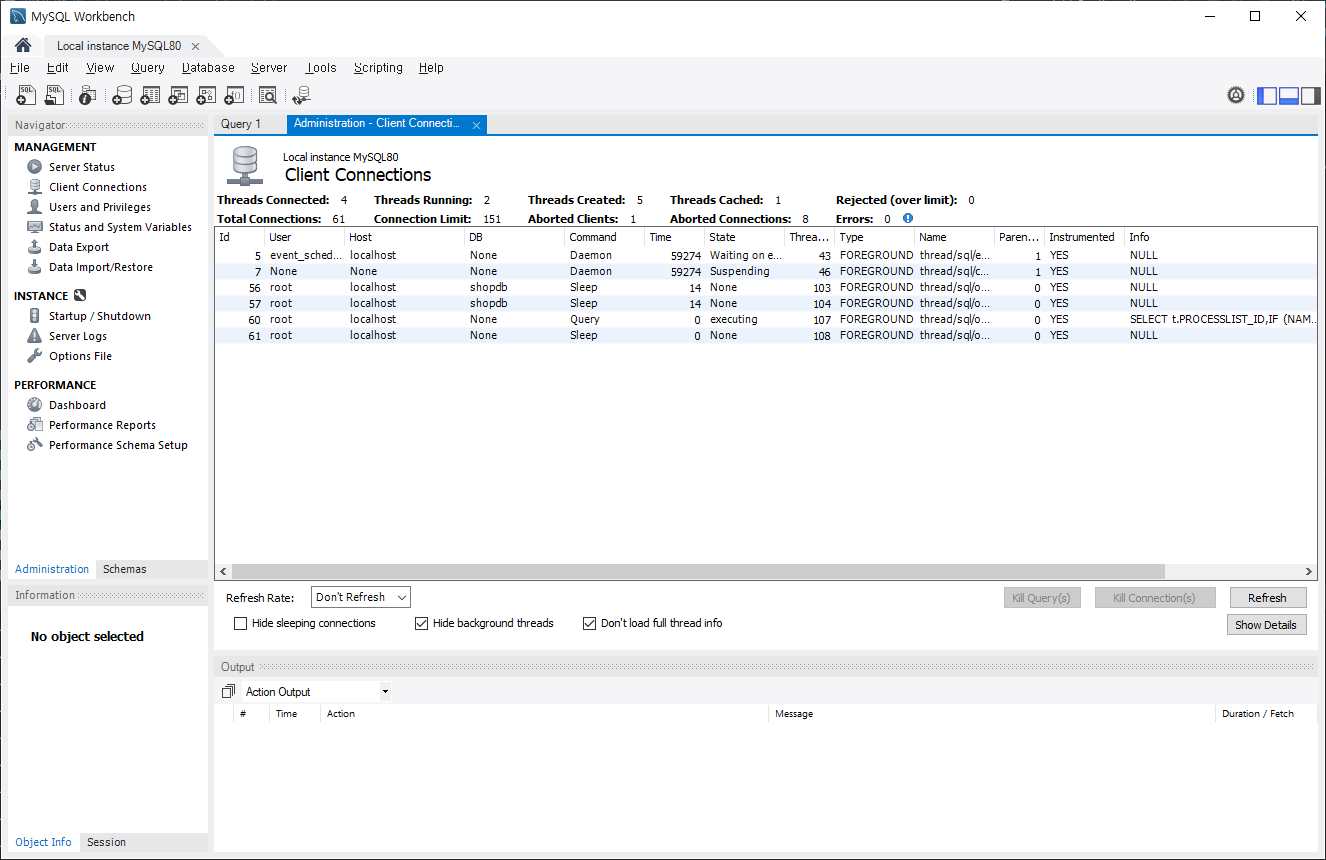 MySQL Workbench
Local instance MySQL80
File Edit View Query Database Server Tools Scripting Help
Navigator
MANAGEMENT
Server Status
Client Connections
Users and Privileges
Status and System Variables
Data Export
Data Import/Restore
INSTANCE
Startup / Shutdown
Server Logs
Options File
PERFORMANCE
Dashboard
Performance Reports
Performance Schema Setup
Administration Schemas
Information
No object selected
Object Info Session
Query 1 Administration - Client Connecti...
Local instance MySQL80
Client Connections
Threads Connected: 4 Threads Running: 2 Threads Created: 5 Threads Cached: 1 Rejected (over limit): 0
Total Connections: 61 Connection Limit: 151 Aborted Clients: 1 Aborted Connections: 8 Errors: 0
Id User Host DB Command Time State Threa... Type Name Paren... Instrumented Info
5 event_sched... localhost None Daemon 59274 Waiting on e... 43 FOREGROUND thread/sql/e... 1 YES NULL
7 None None None Daemon 59274 Suspending 46 FOREGROUND thread/sql/c... 1 YES NULL
56 root localhost shopdb Sleep 14 None 103 FOREGROUND thread/sql/o... 0 YES NULL
57 root localhost shopdb Sleep 14 None 104 FOREGROUND thread/sql/o... 0 YES NULL
60 root localhost None Query 0 executing 107 FOREGROUND thread/sql/o... 0 YES SELECT t.PROCESSLIST_ID,IF (NAM...
61 root localhost None Sleep 0 None 108 FOREGROUND thread/sql/o... 0 YES NULL
Refresh Rate: Don't Refresh Kill Query(s) Kill Connection(s) Refresh
Hide sleeping connections Hide background threads Don't load full thread info Show Details
Output
Action Output
# Time Action Message Duration / Fetch